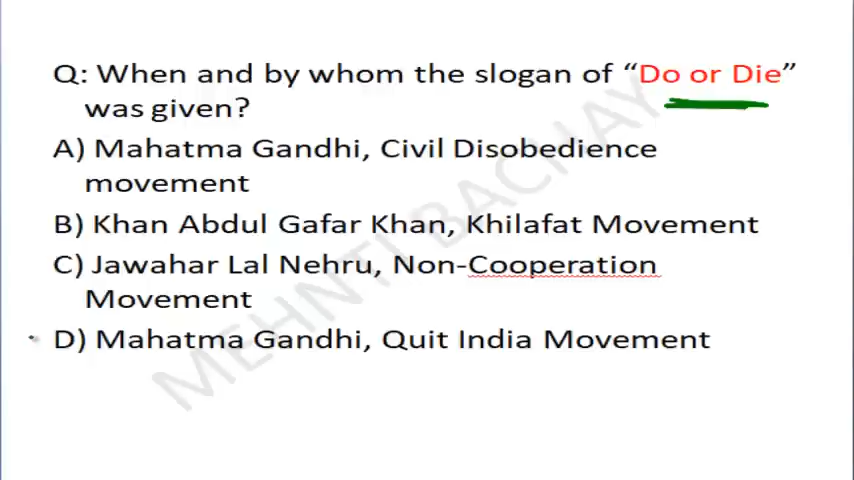 Q: When and by whom the slogan of “Do or Die”
was given?
A) Mahatma Gandhi, Civil Disobedience
movement
B) Khan Abdul Gafar Khan, Khilafat Movement
C) Jawahar Lal Nehru, Non-Cooperation
Movement
D) Mahatma Gandhi, Quit India Movement
MEHNTI BACHAY